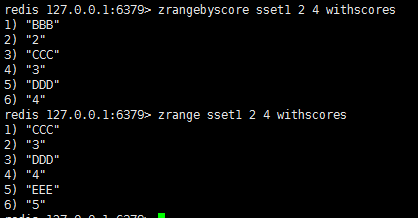 redis 127.0.0.1:6379> zrangebyscore sset1 2 4 withscores
1) "BBB"
2) "2"
3) "CCC"
4) "3"
5) "DDD"
6) "4"
redis 127.0.0.1:6379> zrange sset1 2 4 withscores
1) "CCC"
2) "3"
3) "DDD"
4) "4"
5) "EEE"
6) "5"
redis 127.0.0.1:6379>